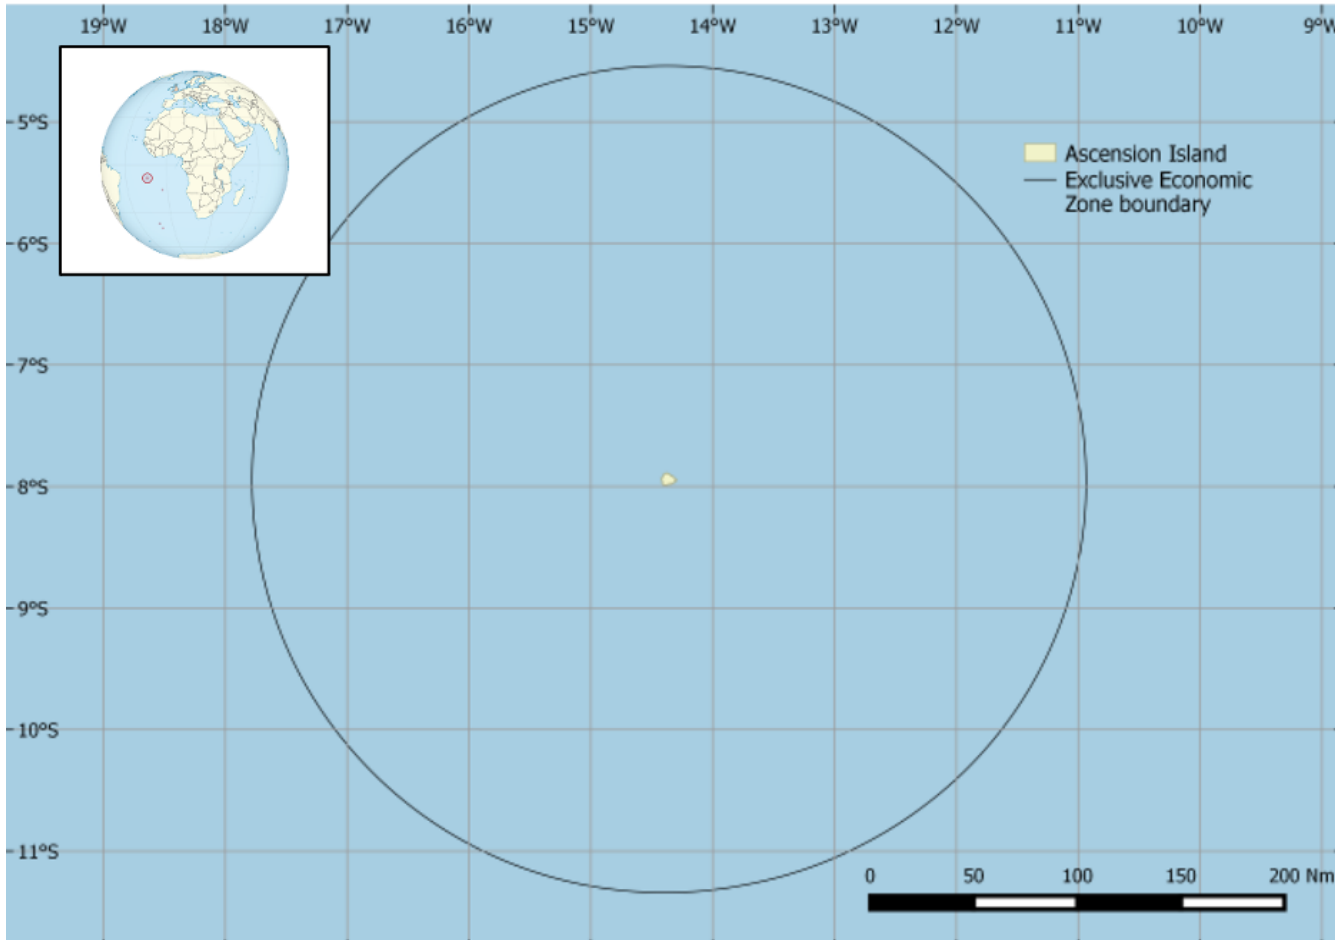 19°W 18°W 17°W 16°W 15°W 14°W 13°W 12°W 11°W 10°W 9°W
5°S
Ascension Island
Exclusive Economic
Zone boundary
6°S
7°S
8°S
9°S
10°S
11°S
0 50 100 150 200 Nm